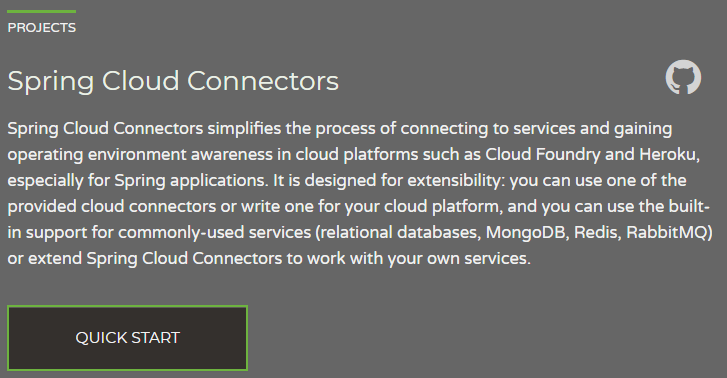 PROJECTS
Spring Cloud Connectors
Spring Cloud Connectors simplifies the process of connecting to services and gaining
operating environment awareness in cloud platforms such as Cloud Foundry and Heroku,
especially for Spring applications. It is designed for extensibility: you can use one of the
provided cloud connectors or write one for your cloud platform, and you can use the built-
in support for commonly-used services (relational databases, MongoDB, Redis, RabbitMQ)
or extend Spring Cloud Connectors to work with your own services.
QUICK START